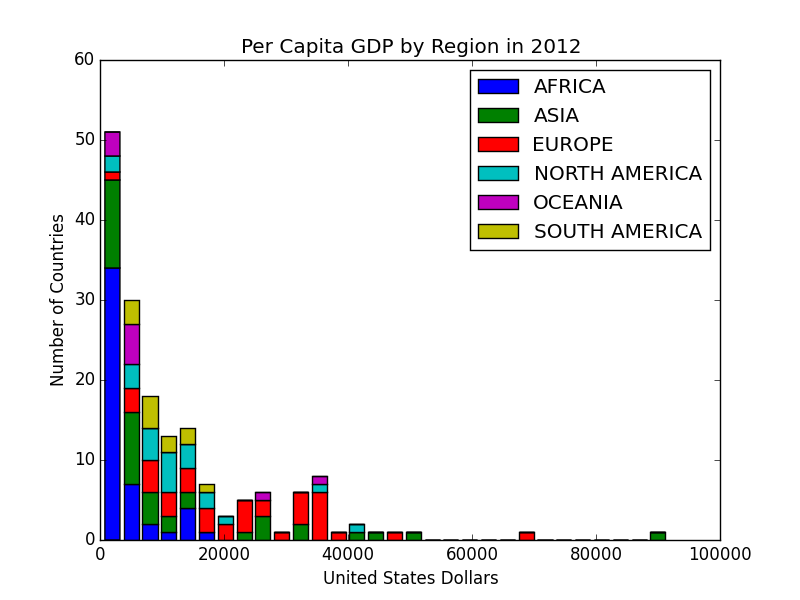 Per Capita GDP by Region in 2012
60
50
40
30
20
10
0
Number of Countries
AFRICA
ASIA
EUROPE
NORTH AMERICA
OCEANIA
SOUTH AMERICA
0 20000 40000 60000 80000 100000
United States Dollars